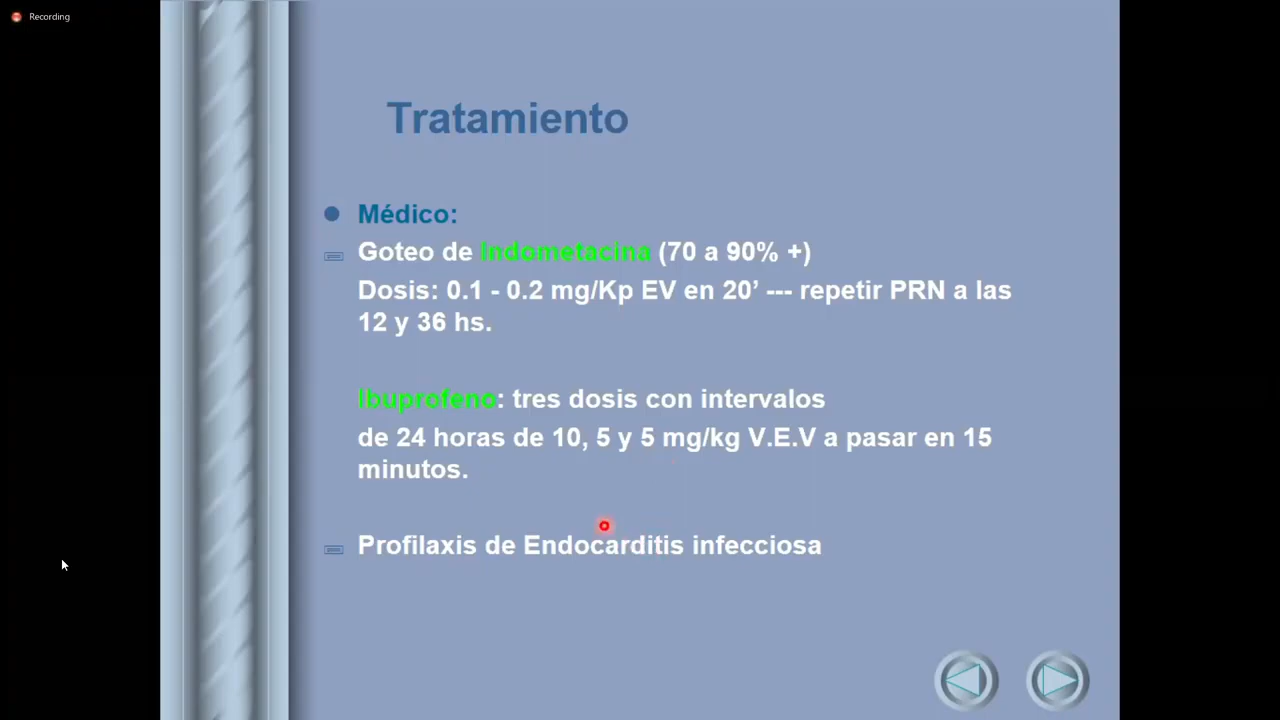 Recording
Tratamiento
Médico:
Goteo de Indometacina (70 a 90% +)
Dosis: 0.1 - 0.2 mg/Kp EV en 20’ --- repetir PRN a las
12 y 36 hs.
Ibuprofeno: tres dosis con intervalos
de 24 horas de 10, 5 y 5 mg/kg V.E.V a pasar en 15
minutos.
Profilaxis de Endocarditis infecciosa